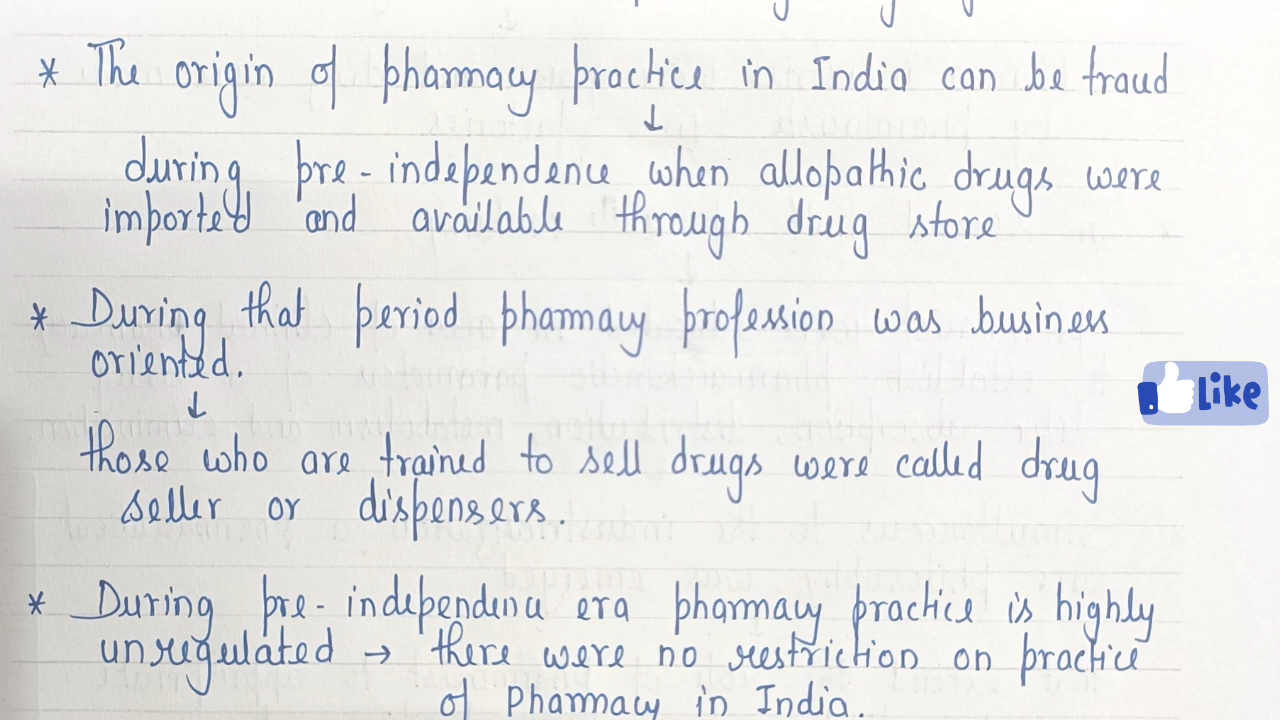 * The origin of pharmacy practice in India can be fraud
↓
during pre-independence when allopathic drugs were
imported and available through drug store
* During that period pharmacy profession was business
oriented.
↓
Like
those who are trained to sell drugs were called drug
seller or dispensers.
* During pre-independence era pharmacy practice is highly
unregulated → there were no restriction on practice
of Pharmacy in India.